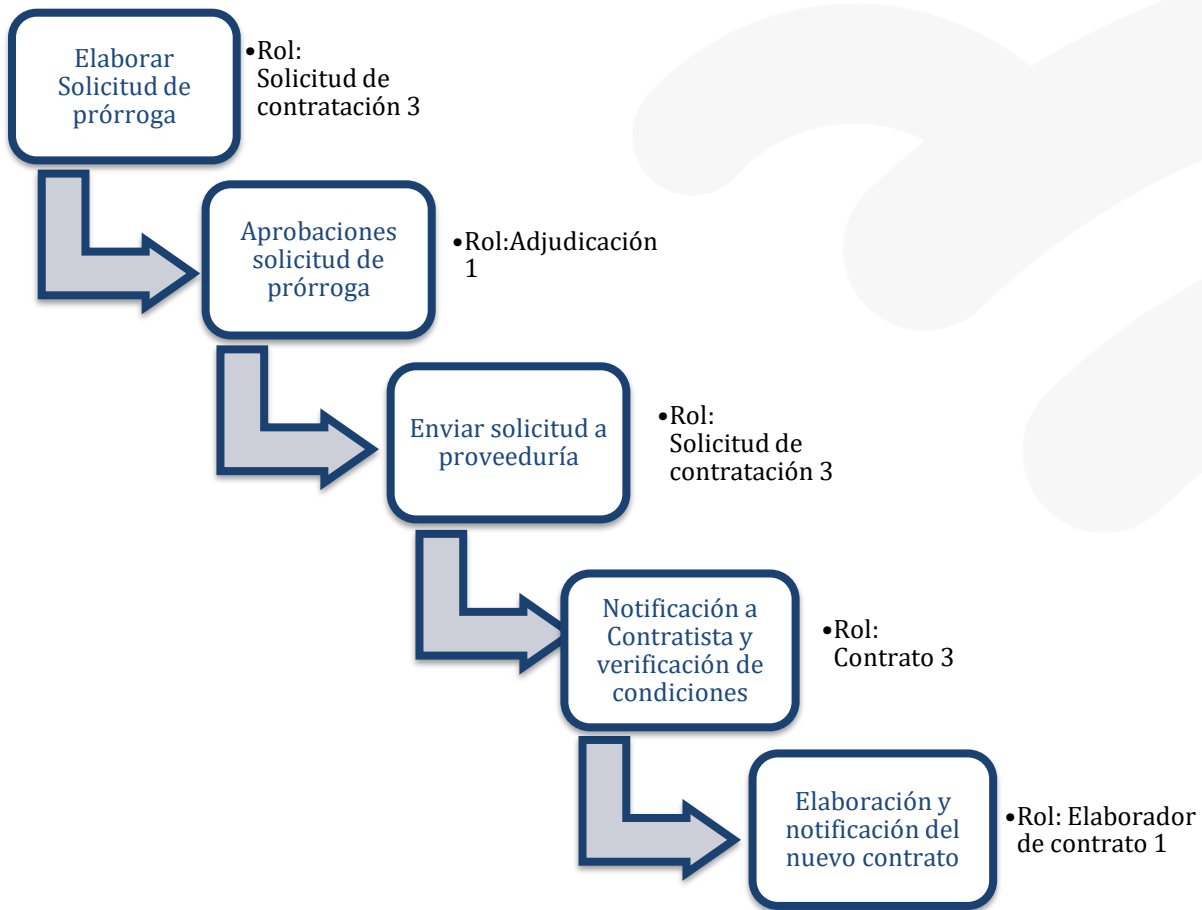 Elaborar
Solicitud de
prórroga
•Rol:
Solicitud de
contratación 3
Aprobaciones
solicitud de
prórroga
•Rol:Adjudicación
1
Enviar solicitud a
proveeduría
•Rol:
Solicitud de
contratación 3
Notificación a
Contratista y
verificación de
condiciones
•Rol:
Contrato 3
Elaboración y
notificación del
nuevo contrato
•Rol: Elaborador
de contrato 1